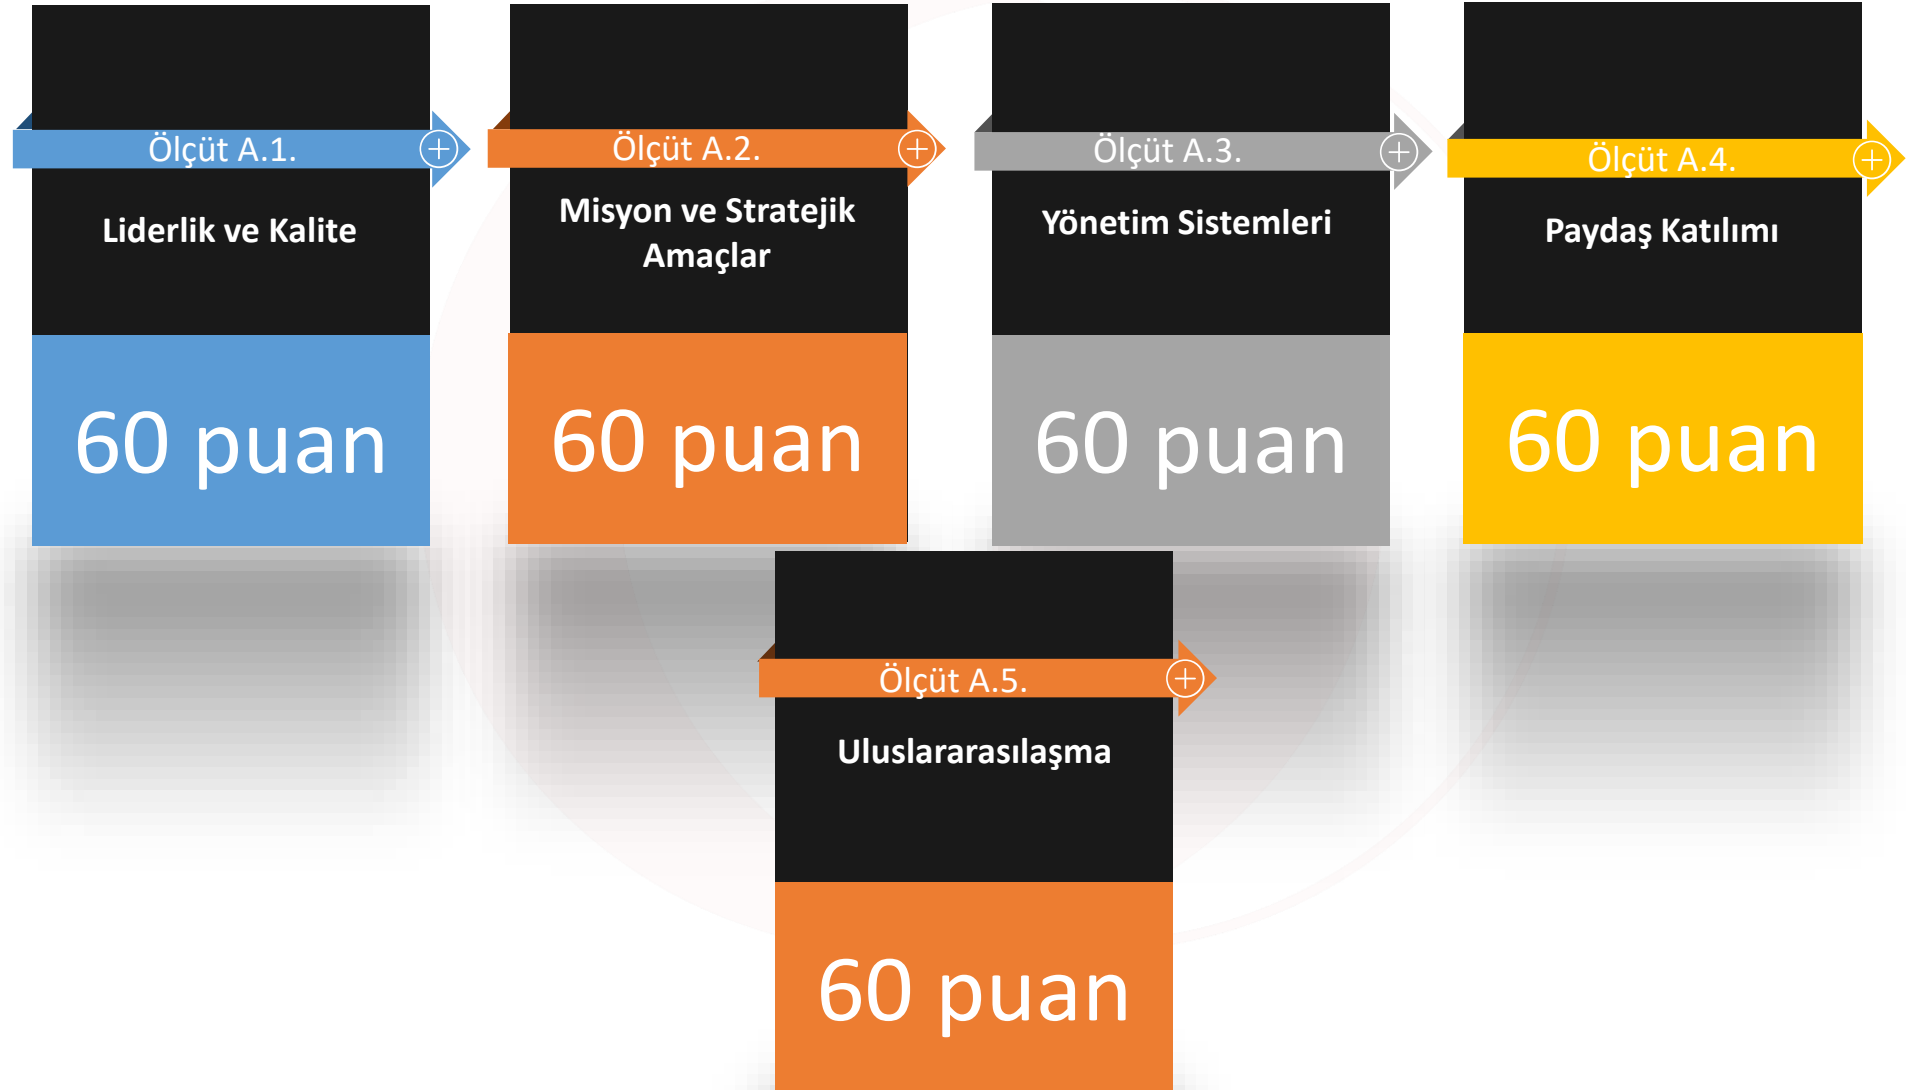 Ölçüt A.1.
Liderlik ve Kalite
60 puan
Ölçüt A.2.
Misyon ve Stratejik
Amaçlar
60 puan
Ölçüt A.3.
Yönetim Sistemleri
60 puan
Ölçüt A.4.
Paydaş Katılımı
60 puan
Ölçüt A.5.
Uluslararasılaşma
60 puan